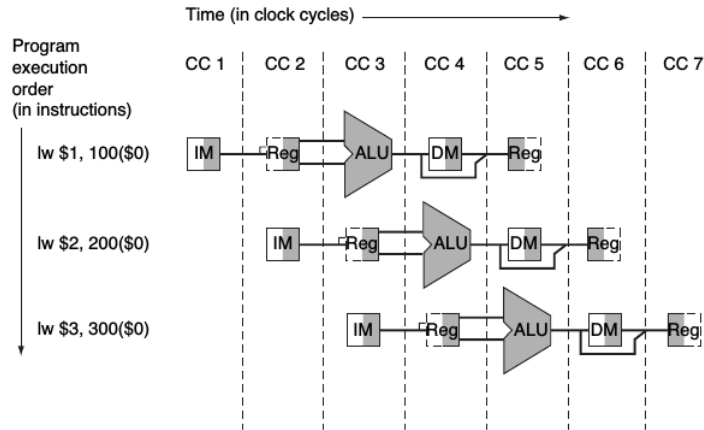 Time (in clock cycles)
Program
execution
order
(in instructions)
CC 1 CC 2 CC 3 CC 4 CC 5 CC 6 CC 7
lw $1, 100($0) IM Reg ALU DM Reg
lw $2, 200($0) IM Reg ALU DM Reg
lw $3, 300($0) IM Reg ALU DM Reg